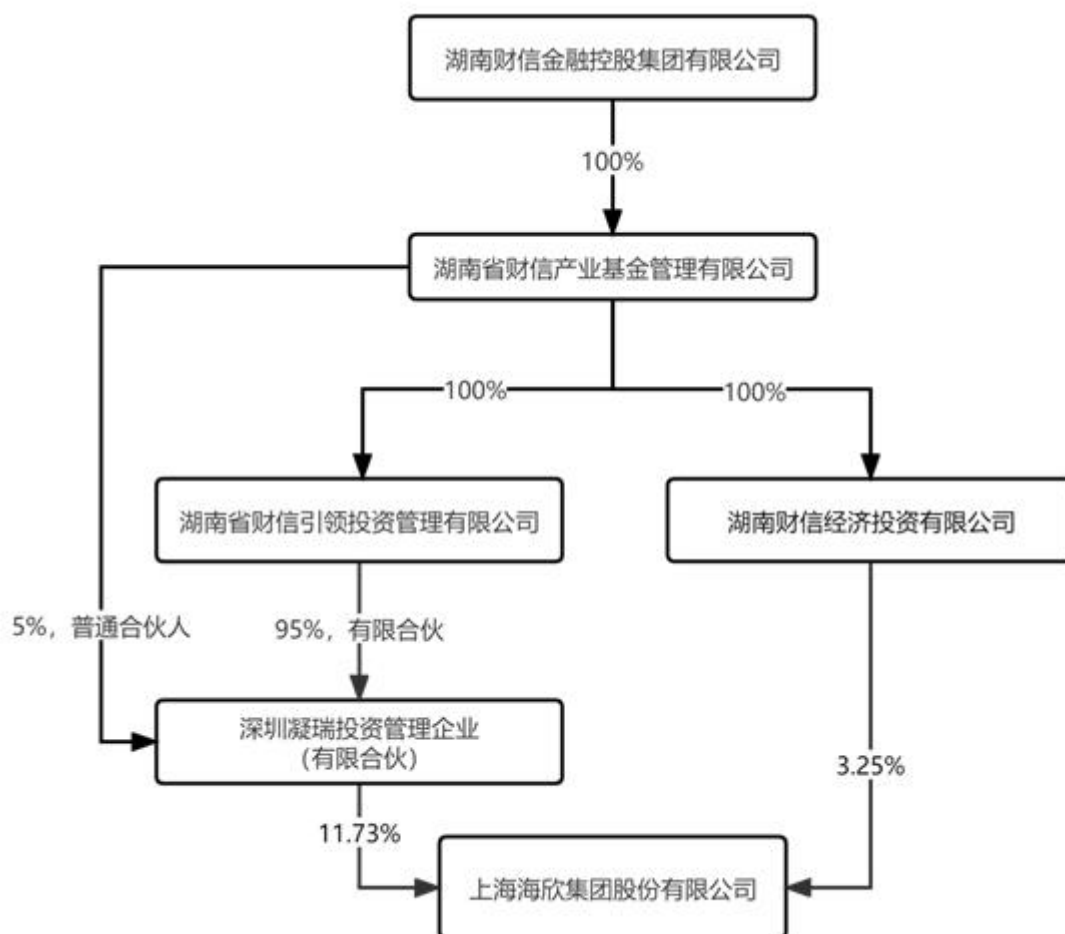 湖南财信金融控股集团有限公司
100%
湖南省财信产业基金管理有限公司
100%
100%
湖南省财信引领投资管理有限公司
湖南财信经济投资有限公司
5%，普通合伙人
95%，有限合伙
深圳凝瑞投资管理企业
（有限合伙）
3.25%
11.73%
上海海欣集团股份有限公司